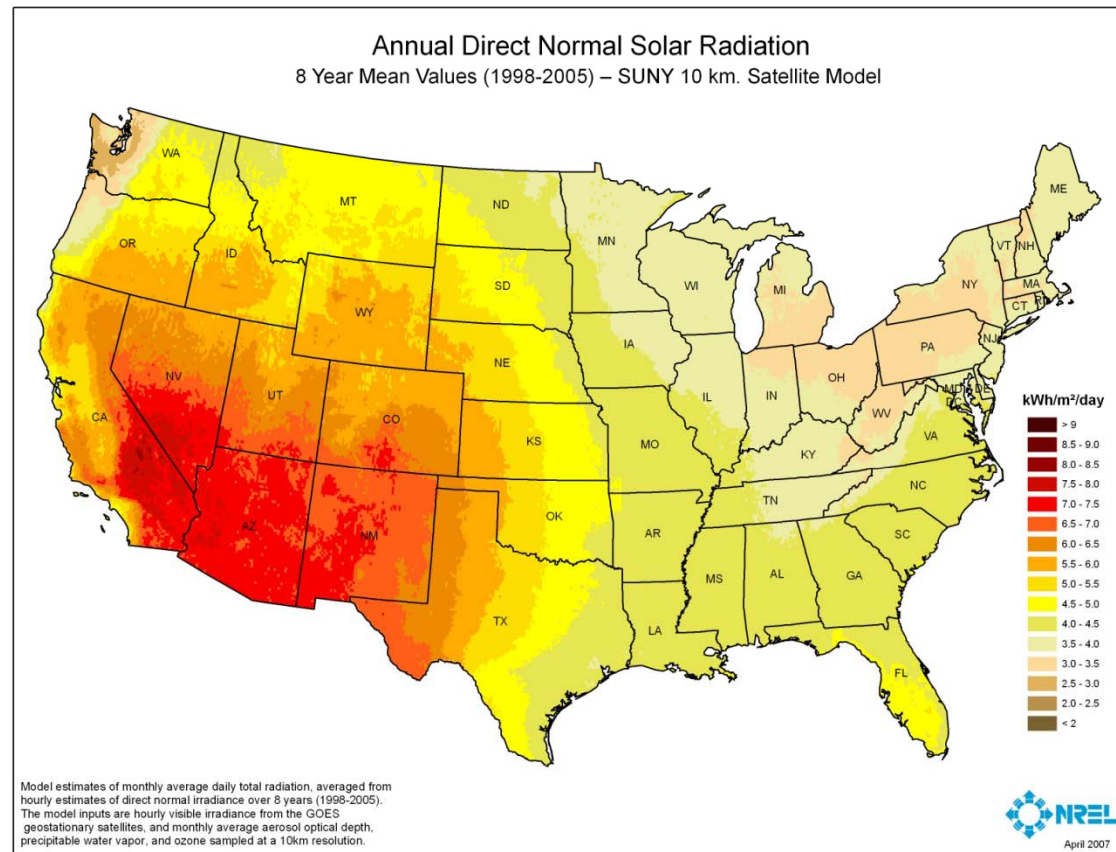 Annual Direct Normal Solar Radiation
8 Year Mean Values (1998-2005) – SUNY 10 km. Satellite Model
WA
MT
ND
MN
ME
OR
ID
WY
SD
WI
MI
NY
VT
NH
MA
CT
RI
NV
UT
CO
NE
IA
IL
IN
OH
PA
NJ
MD
DE
DC
WV
VA
CA
AZ
NM
KS
MO
KY
OK
AR
TN
NC
SC
TX
LA
MS
AL
GA
FL
kWh/m²/day
> 9
8.5 - 9.0
8.0 - 8.5
7.5 - 8.0
7.0 - 7.5
6.5 - 7.0
6.0 - 6.5
5.5 - 6.0
5.0 - 5.5
4.5 - 5.0
4.0 - 4.5
3.5 - 4.0
3.0 - 3.5
2.5 - 3.0
2.0 - 2.5
< 2
Model estimates of monthly average daily total radiation, averaged from
hourly estimates of direct normal irradiance over 8 years (1998-2005).
The model inputs are hourly visible irradiance from the GOES
geostationary satellites, and monthly average aerosol optical depth,
precipitable water vapor, and ozone sampled at a 10km resolution.
NREL
April 2007